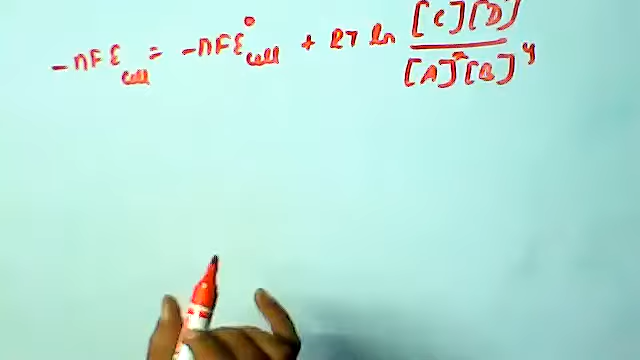 -nFE cell = -nFE° cell + RT ln [C][D] / [A]^x [B]^y